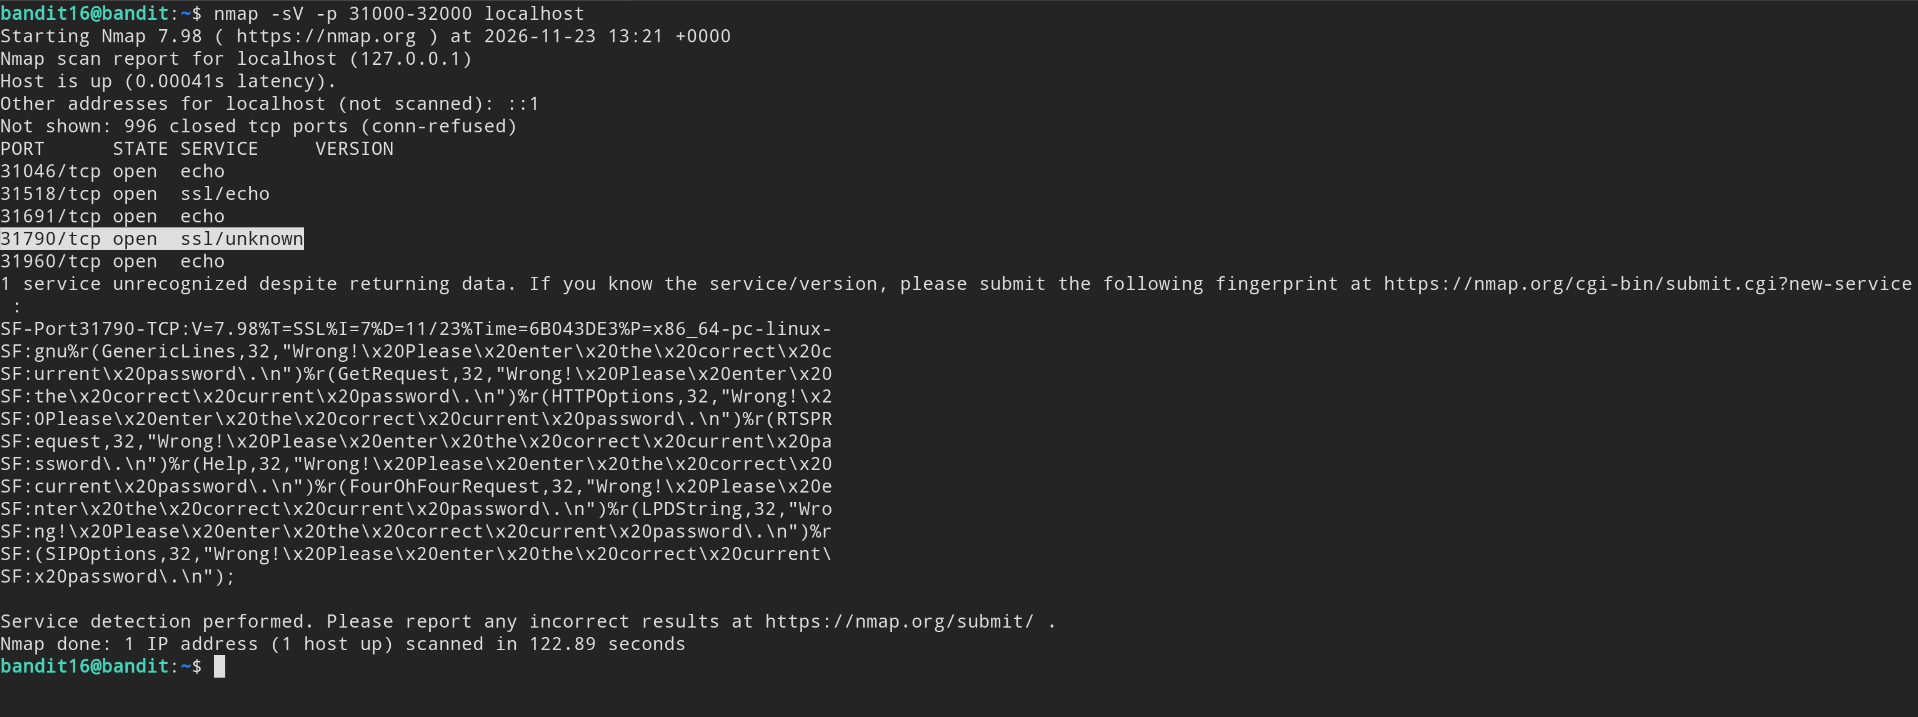 bandit16@bandit:~$ nmap -sV -p 31000-32000 localhost
Starting Nmap 7.98 ( https://nmap.org ) at 2026-11-23 13:21 +0000
Nmap scan report for localhost (127.0.0.1)
Host is up (0.00041s latency).
Other addresses for localhost (not scanned): ::1
Not shown: 996 closed tcp ports (conn-refused)
PORT      STATE SERVICE     VERSION
31046/tcp open  echo
31518/tcp open  ssl/echo
31691/tcp open  echo
31790/tcp open  ssl/unknown
31960/tcp open  echo
1 service unrecognized despite returning data. If you know the service/version, please submit the following fingerprint at https://nmap.org/cgi-bin/submit.cgi?new-service
 :
SF-Port31790-TCP:V=7.98%T=SSL%I=7%D=11/23%Time=6B043DE3%P=x86_64-pc-linux-
SF:gnu%r(GenericLines,32,"Wrong!\x20Please\x20enter\x20the\x20correct\x20c
SF:urrent\x20password\.\n")%r(GetRequest,32,"Wrong!\x20Please\x20enter\x20
SF:the\x20correct\x20current\x20password\.\n")%r(HTTPOptions,32,"Wrong!\x2
SF:0Please\x20enter\x20the\x20correct\x20current\x20password\.\n")%r(RTSPR
SF:equest,32,"Wrong!\x20Please\x20enter\x20the\x20correct\x20current\x20pa
SF:ssword\.\n")%r(Help,32,"Wrong!\x20Please\x20enter\x20the\x20correct\x20
SF:current\x20password\.\n")%r(FourOhFourRequest,32,"Wrong!\x20Please\x20e
SF:nter\x20the\x20correct\x20current\x20password\.\n")%r(LPDString,32,"Wro
SF:ng!\x20Please\x20enter\x20the\x20correct\x20current\x20password\.\n")%r
SF:(SIPOptions,32,"Wrong!\x20Please\x20enter\x20the\x20correct\x20current\
SF:x20password\.\n");

Service detection performed. Please report any incorrect results at https://nmap.org/submit/ .
Nmap done: 1 IP address (1 host up) scanned in 122.89 seconds
bandit16@bandit:~$